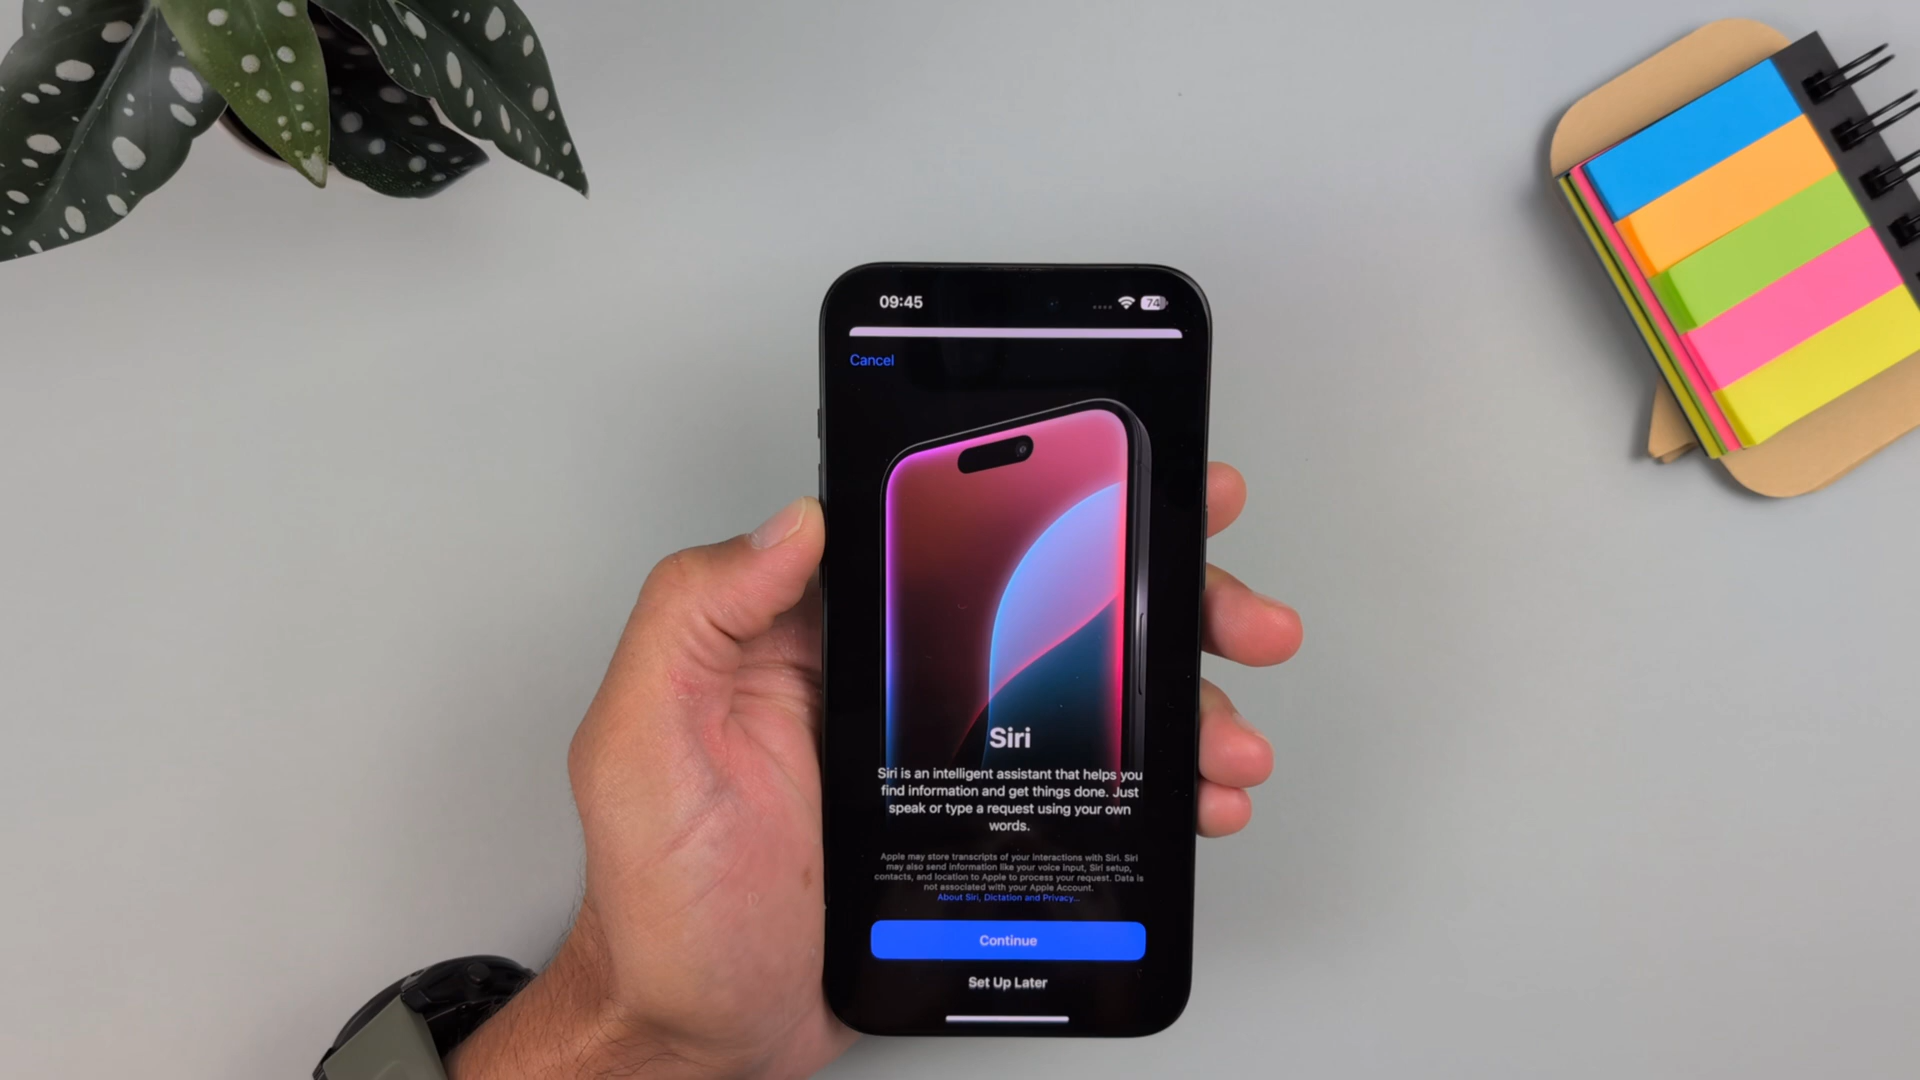 09:45
74
Cancel
Siri
Siri is an intelligent assistant that helps you
find information and get things done. Just
speak or type a request using your own
words.
Apple may store transcripts of your interactions with Siri. Siri
may also send information like your voice input, Siri setup,
contacts, and location to Apple to process your request. Data is
not associated with your Apple Account.
About Siri, Dictation and Privacy...
Continue
Set Up Later